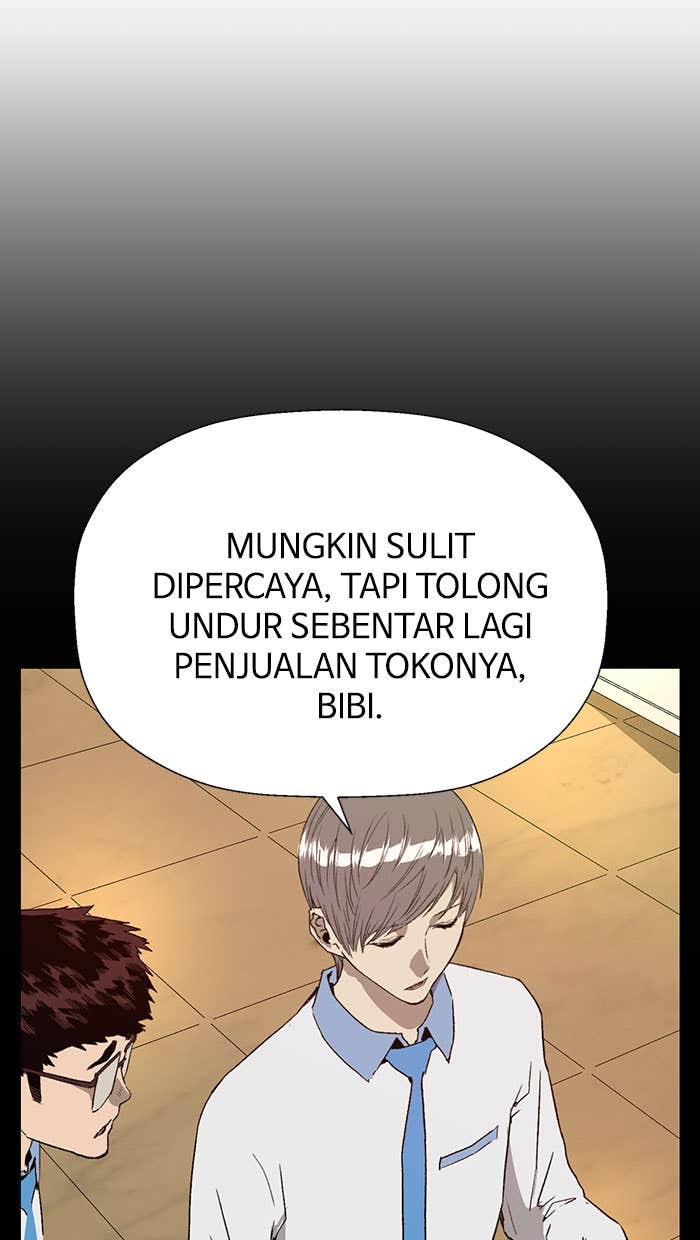 MUNGKIN SULIT
DIPERCAYA, TAPI TOLONG
UNDUR SEBENTAR LAGI
PENJUALAN TOKONYA,
BIBI.